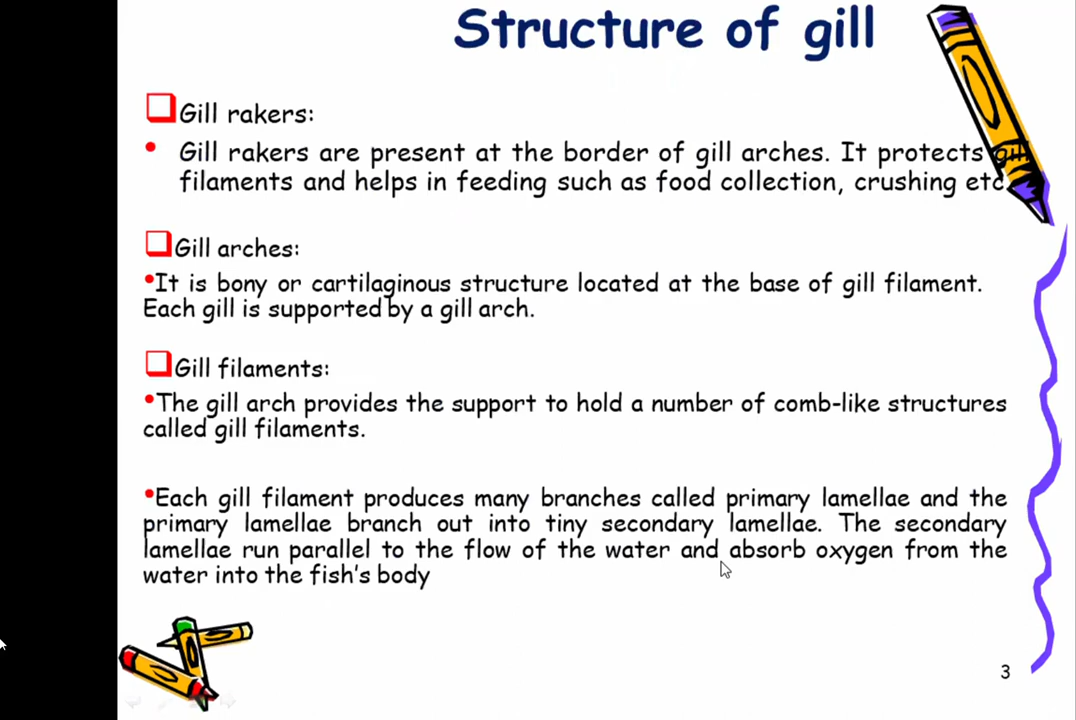 Structure of gill
Gill rakers:
• Gill rakers are present at the border of gill arches. It protects gill
filaments and helps in feeding such as food collection, crushing etc.
Gill arches:
•It is bony or cartilaginous structure located at the base of gill filament.
Each gill is supported by a gill arch.
Gill filaments:
•The gill arch provides the support to hold a number of comb-like structures
called gill filaments.
•Each gill filament produces many branches called primary lamellae and the
primary lamellae branch out into tiny secondary lamellae. The secondary
lamellae run parallel to the flow of the water and absorb oxygen from the
water into the fish's body
3